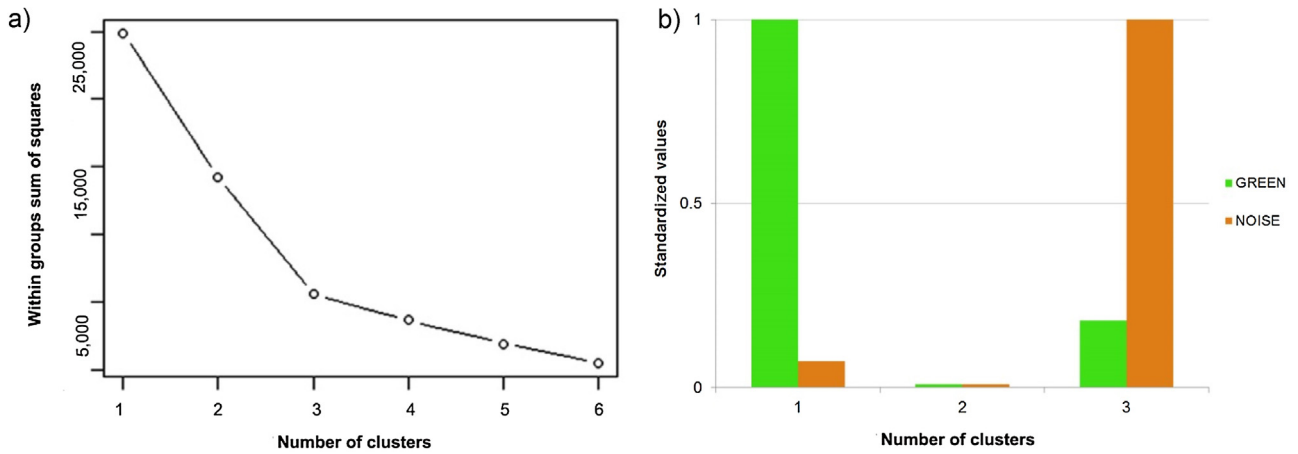 a)
Within groups sum of squares
25,000
15,000
5,000
1 2 3 4 5 6
Number of clusters
b)
Standardized values
1
0.5
0
1 2 3
Number of clusters
GREEN
NOISE